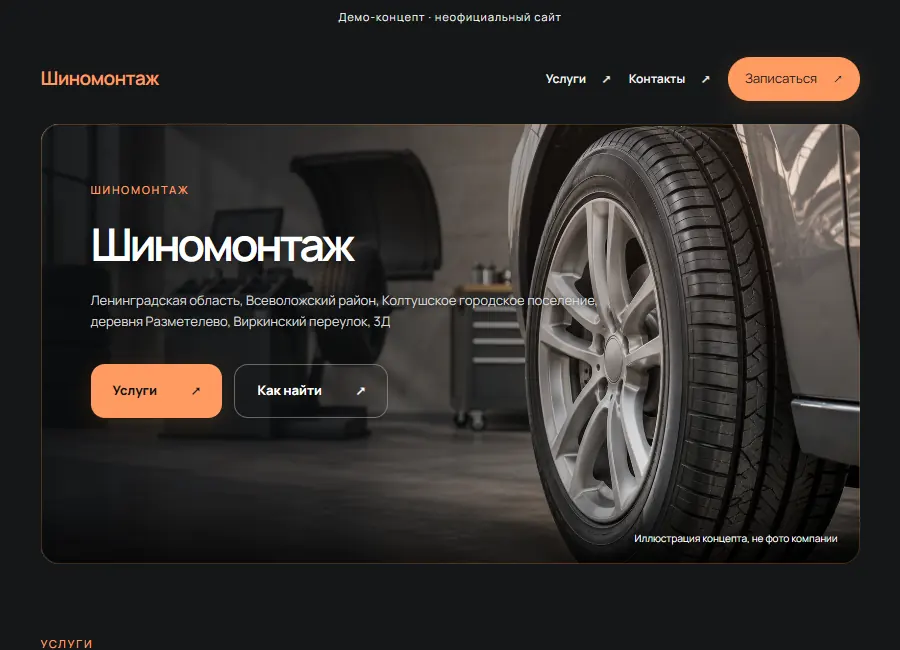 Демо-концепт · неофициальный сайт
Шиномонтаж
Услуги ↗ Контакты ↗ Записаться ↗
ШИНОМОНТАЖ
Шиномонтаж
Ленинградская область, Всеволожский район, Колтушское городское поселение,
деревня Разметелево, Виркинский переулок, 3Д
Услуги ↗ Как найти ↗
Иллюстрация концепта, не фото компании
УСЛУГИ